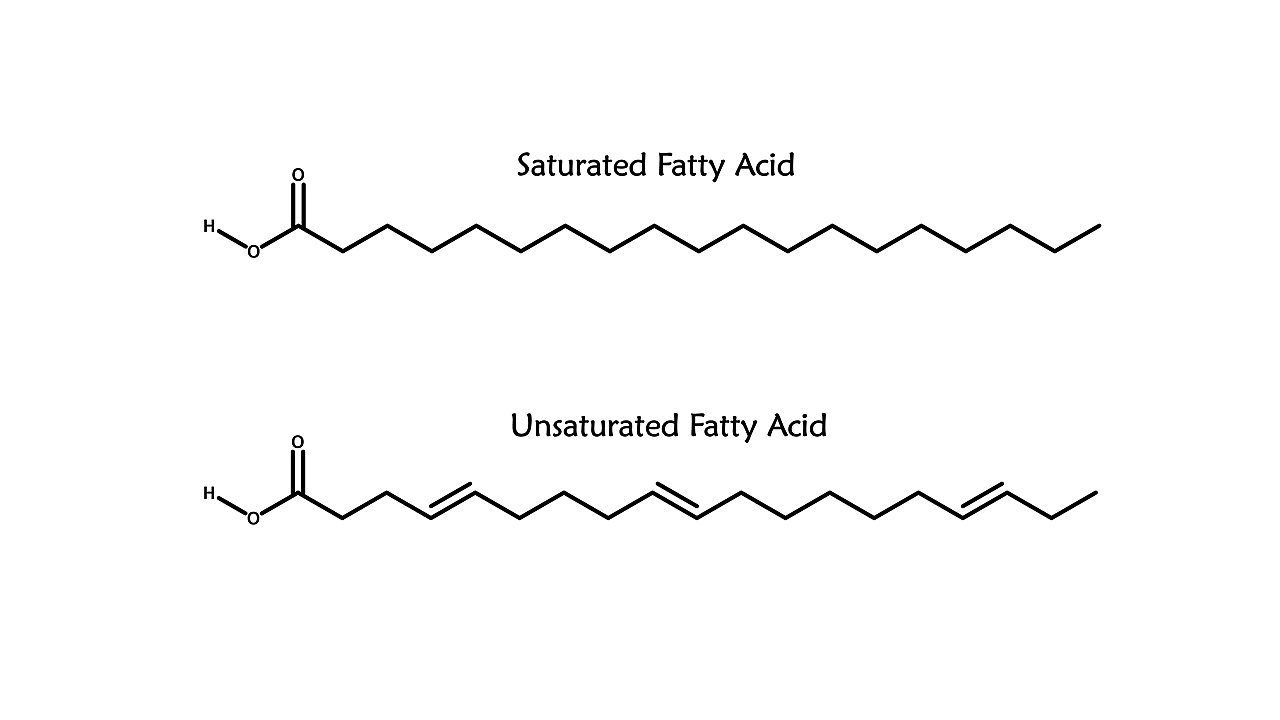 Saturated Fatty Acid
O
H
O
Unsaturated Fatty Acid
O
H
O